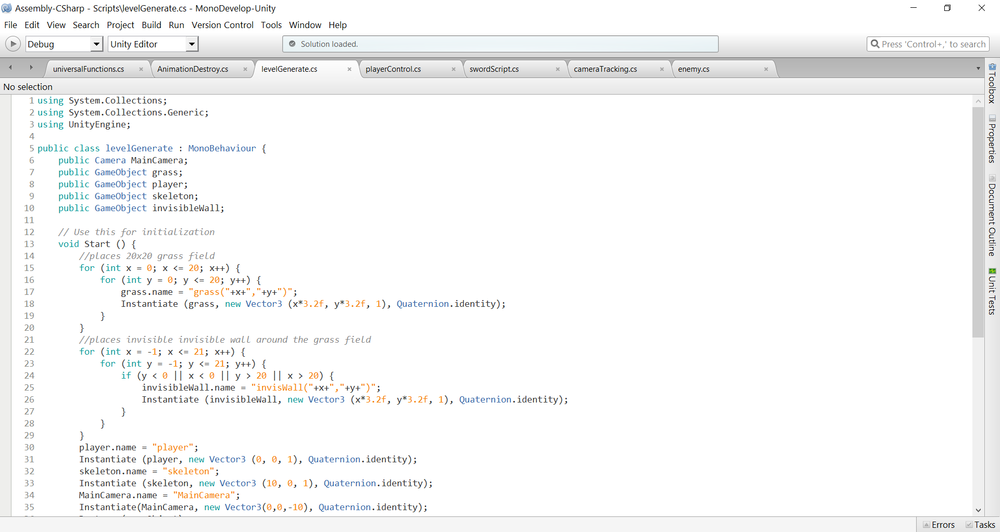 Assembly-CSharp - Scripts\levelGenerate.cs - MonoDevelop-Unity
File Edit View Search Project Build Run Version Control Tools Window Help
Debug Unity Editor Solution loaded. Press 'Control+,' to search
universalFunctions.cs AnimationDestroy.cs levelGenerate.cs playerControl.cs swordScript.cs cameraTracking.cs enemy.cs
No selection
1 using System.Collections;
2 using System.Collections.Generic;
3 using UnityEngine;
4
5 public class levelGenerate : MonoBehaviour {
6     public Camera MainCamera;
7     public GameObject grass;
8     public GameObject player;
9     public GameObject skeleton;
10     public GameObject invisibleWall;
11
12     // Use this for initialization
13     void Start () {
14         //places 20x20 grass field
15         for (int x = 0; x <= 20; x++) {
16             for (int y = 0; y <= 20; y++) {
17                 grass.name = "grass("+x+","+y+")";
18                 Instantiate (grass, new Vector3 (x*3.2f, y*3.2f, 1), Quaternion.identity);
19             }
20         }
21         //places invisible invisible wall around the grass field
22         for (int x = -1; x <= 21; x++) {
23             for (int y = -1; y <= 21; y++) {
24                 if (y < 0 || x < 0 || y > 20 || x > 20) {
25                     invisibleWall.name = "invisWall("+x+","+y+")";
26                     Instantiate (invisibleWall, new Vector3 (x*3.2f, y*3.2f, 1), Quaternion.identity);
27                 }
28             }
29         }
30         player.name = "player";
31         Instantiate (player, new Vector3 (0, 0, 1), Quaternion.identity);
32         skeleton.name = "skeleton";
33         Instantiate (skeleton, new Vector3 (10, 0, 1), Quaternion.identity);
34         MainCamera.name = "MainCamera";
35         Instantiate(MainCamera, new Vector3(0,0,-10), Quaternion.identity);
Toolbox
Properties
Document Outline
Unit Tests
Errors Tasks